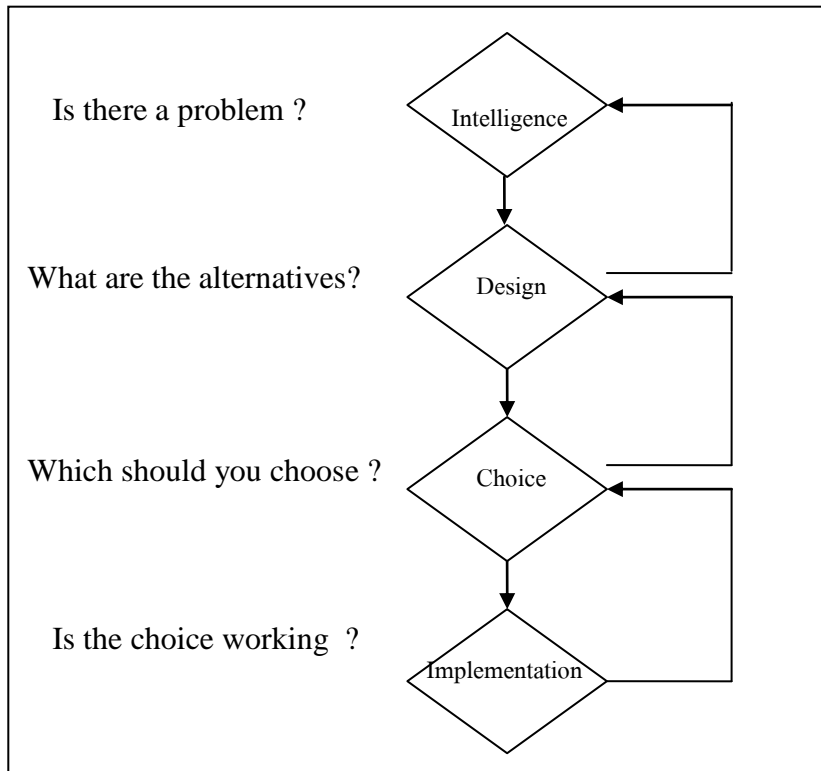 Is there a problem ?
Intelligence
What are the alternatives?
Design
Which should you choose ?
Choice
Is the choice working  ?
Implementation